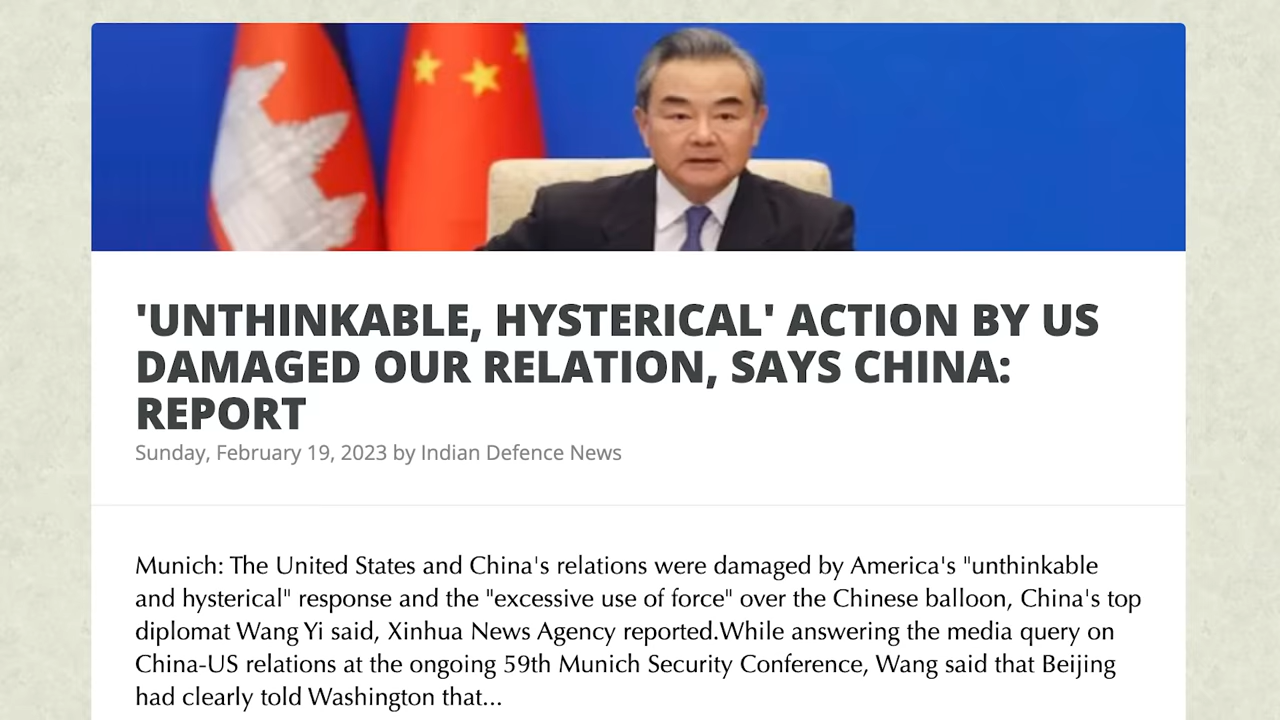 'UNTHINKABLE, HYSTERICAL' ACTION BY US
DAMAGED OUR RELATION, SAYS CHINA:
REPORT
Sunday, February 19, 2023 by Indian Defence News
Munich: The United States and China's relations were damaged by America's "unthinkable
and hysterical" response and the "excessive use of force" over the Chinese balloon, China's top
diplomat Wang Yi said, Xinhua News Agency reported.While answering the media query on
China-US relations at the ongoing 59th Munich Security Conference, Wang said that Beijing
had clearly told Washington that...